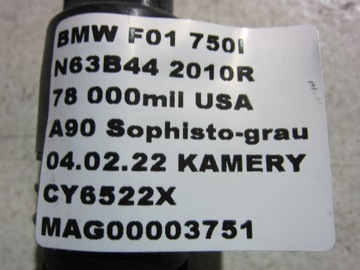 BMW F01 750I
N63B44 2010R
78 000mil USA
A90 Sophisto-grau
04.02.22 KAMERY
CY6522X
MAG00003751